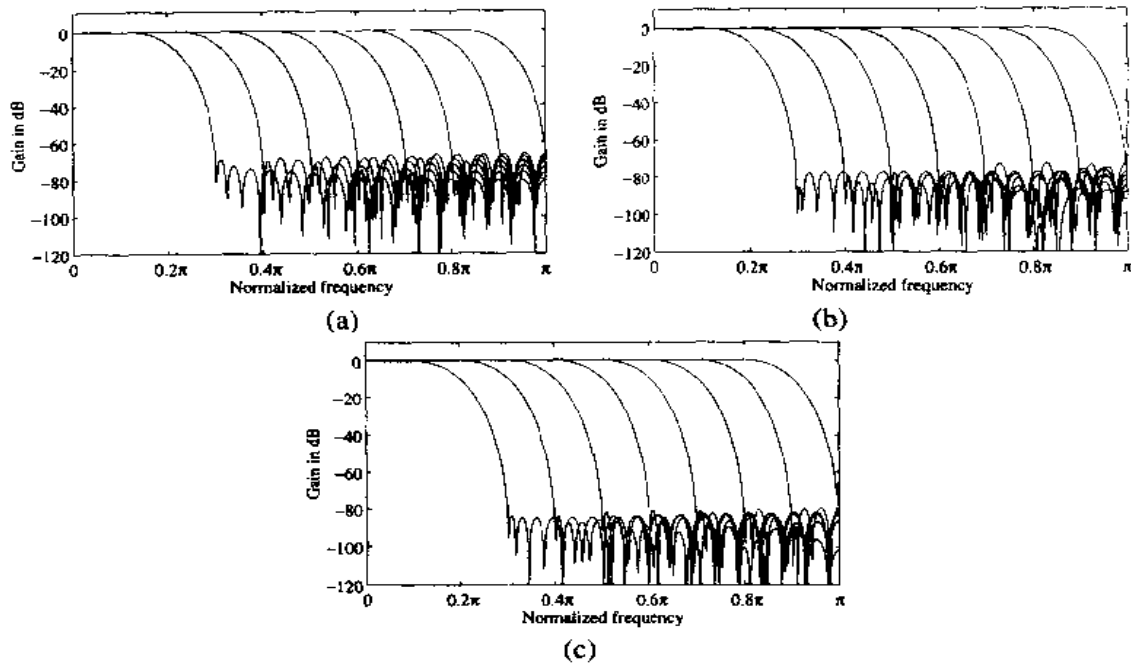 0
−20
−40
−60
−80
−100
−120
Gain in dB
0
0.2π
0.4π
0.6π
0.8π
π
Normalized frequency
(a)
0
−20
−40
−60
−80
−100
−120
Gain in dB
0
0.2π
0.4π
0.6π
0.8π
π
Normalized frequency
(b)
0
−20
−40
−60
−80
−100
−120
Gain in dB
0
0.2π
0.4π
0.6π
0.8π
π
Normalized frequency
(c)